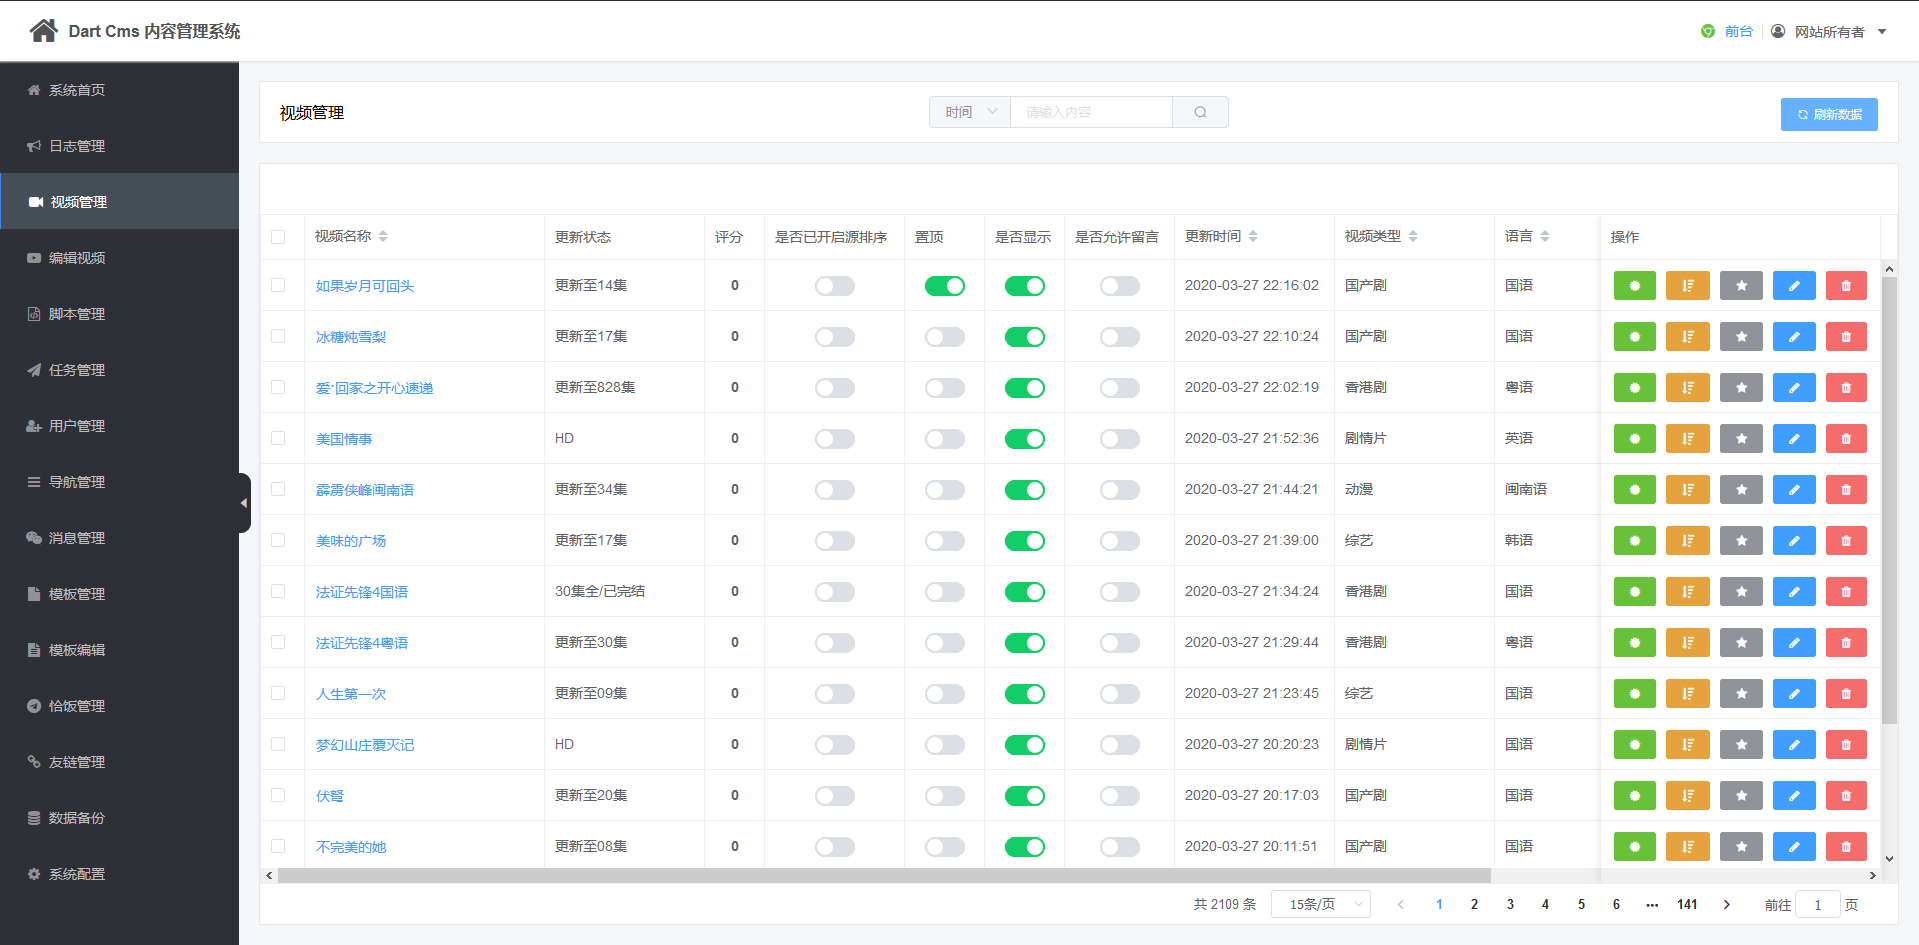 Dart Cms 内容管理系统
前台
网站所有者
系统首页
日志管理
视频管理
编辑视频
脚本管理
任务管理
用户管理
导航管理
消息管理
模板管理
模板编辑
恰饭管理
友链管理
数据备份
系统配置
视频管理
时间 请输入内容
刷新数据
视频名称 更新状态 评分 是否已开启源排序 置顶 是否显示 是否允许留言 更新时间 视频类型 语言 操作
如果岁月可回头 更新至14集 0 2020-03-27 22:16:02 国产剧 国语
冰糖炖雪梨 更新至17集 0 2020-03-27 22:10:24 国产剧 国语
爱·回家之开心速递 更新至828集 0 2020-03-27 22:02:19 香港剧 粤语
美国情事 HD 0 2020-03-27 21:52:36 剧情片 英语
霹雳侠峰闽南语 更新至34集 0 2020-03-27 21:44:21 动漫 闽南语
美味的广场 更新至17集 0 2020-03-27 21:39:00 综艺 韩语
法证先锋4国语 30集全/已完结 0 2020-03-27 21:34:24 香港剧 国语
法证先锋4粤语 更新至30集 0 2020-03-27 21:29:44 香港剧 粤语
人生第一次 更新至09集 0 2020-03-27 21:23:45 综艺 国语
梦幻山庄覆灭记 HD 0 2020-03-27 20:20:23 剧情片 国语
伏弩 更新至20集 0 2020-03-27 20:17:03 国产剧 国语
不完美的她 更新至08集 0 2020-03-27 20:11:51 国产剧 国语
共 2109 条 15条/页 1 2 3 4 5 6 ••• 141 前往 1 页